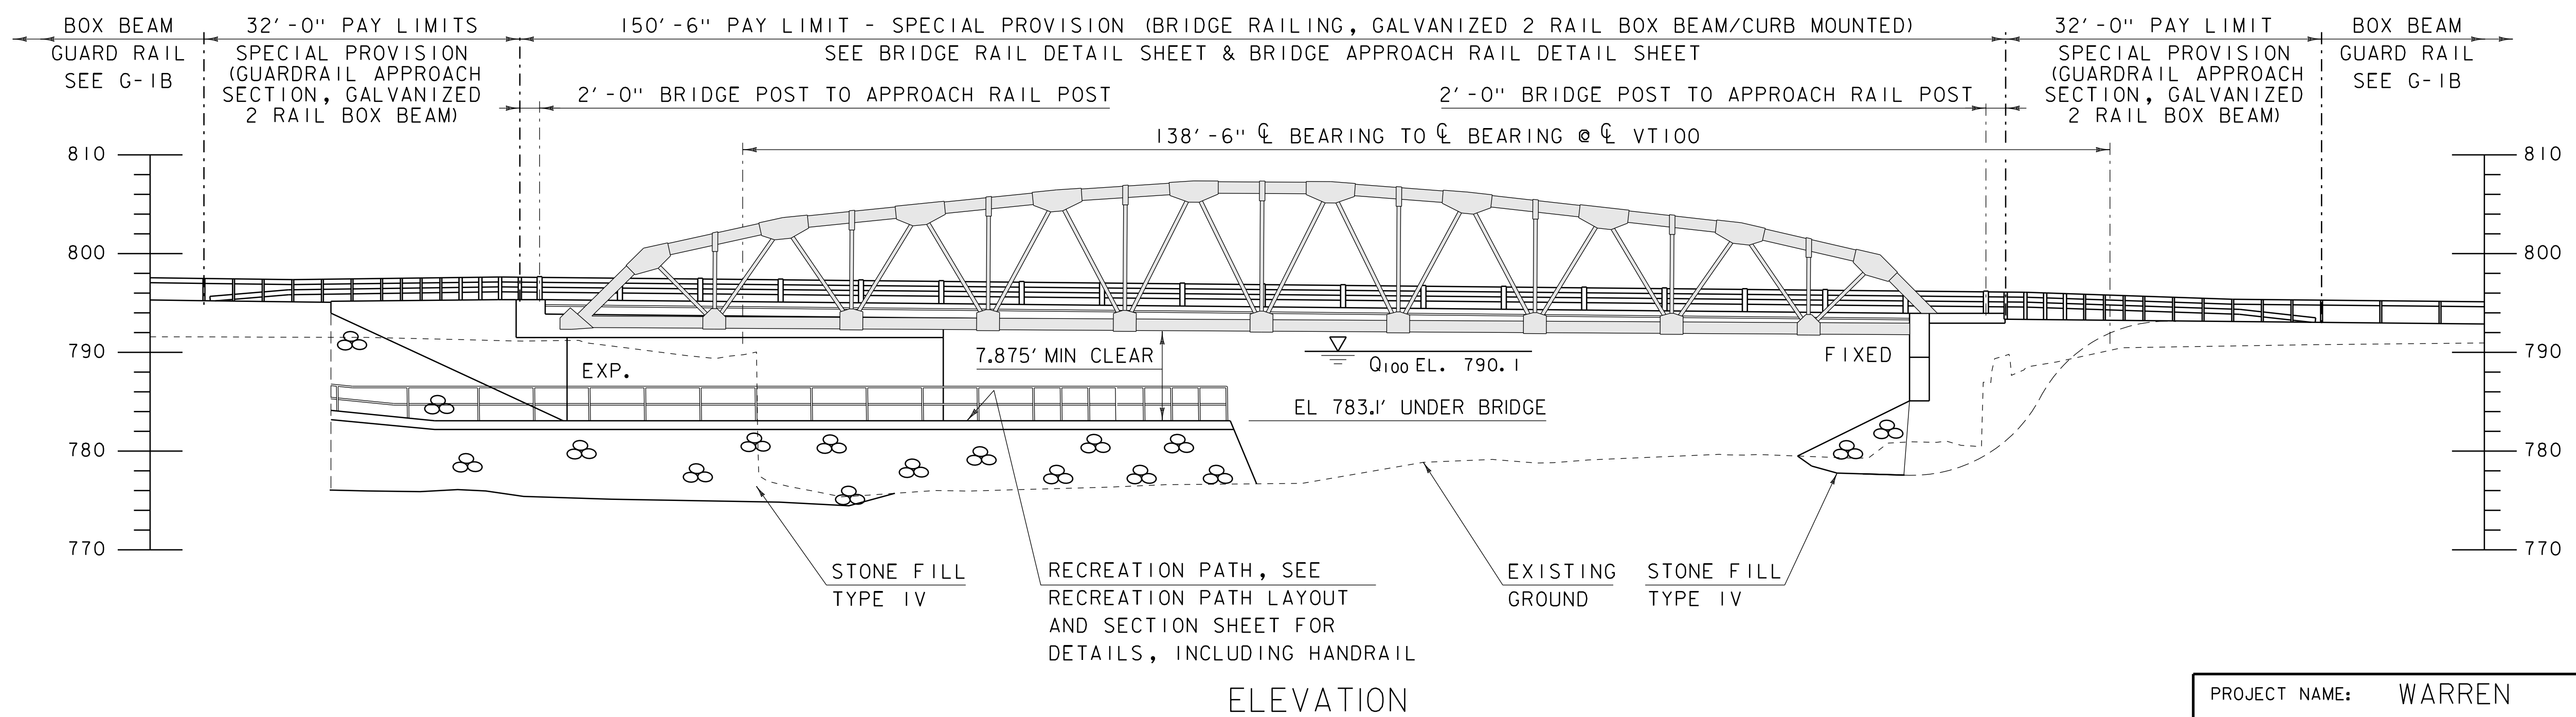 BOX BEAM
GUARD RAIL
SEE G-1B
32'-0" PAY LIMITS
SPECIAL PROVISION
(GUARDRAIL APPROACH
SECTION, GALVANIZED
2 RAIL BOX BEAM)
150'-6" PAY LIMIT - SPECIAL PROVISION (BRIDGE RAILING, GALVANIZED 2 RAIL BOX BEAM/CURB MOUNTED)
SEE BRIDGE RAIL DETAIL SHEET & BRIDGE APPROACH RAIL DETAIL SHEET
32'-0" PAY LIMIT
SPECIAL PROVISION
(GUARDRAIL APPROACH
SECTION, GALVANIZED
2 RAIL BOX BEAM)
BOX BEAM
GUARD RAIL
SEE G-1B
2'-0" BRIDGE POST TO APPROACH RAIL POST
2'-0" BRIDGE POST TO APPROACH RAIL POST
138'-6" ℄ BEARING TO ℄ BEARING @ ℄ VT100
810
800
790
780
770
810
800
790
780
770
EXP.
7.875' MIN CLEAR
Q100 EL. 790.1
FIXED
EL 783.1' UNDER BRIDGE
STONE FILL
TYPE IV
RECREATION PATH, SEE
RECREATION PATH LAYOUT
AND SECTION SHEET FOR
DETAILS, INCLUDING HANDRAIL
EXISTING
GROUND
STONE FILL
TYPE IV
ELEVATION
PROJECT NAME: WARREN